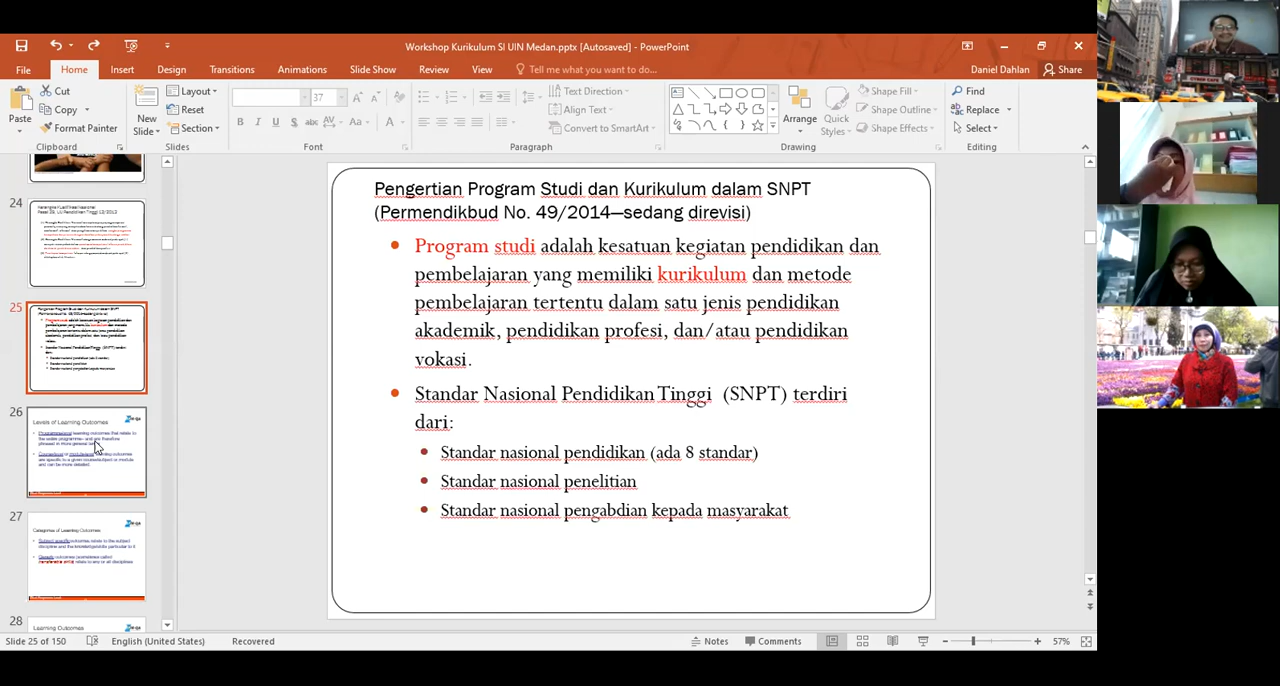 Workshop Kurikulum SI UIN Medan.pptx [Autosaved] - PowerPoint
File Home Insert Design Transitions Animations Slide Show Review View Tell me what you want to do... Daniel Dahlan Share
Paste
Cut
Copy
Format Painter
Clipboard
New Slide
Layout
Reset
Section
Slides
37
Font
Text Direction
Align Text
Convert to SmartArt
Paragraph
Arrange
Quick Styles
Shape Fill
Shape Outline
Shape Effects
Drawing
Find
Replace
Select
Editing
24
25
26
Levels of Learning Outcomes
27
Categories of Learning Outcomes
28
Learning Outcomes
Pengertian Program Studi dan Kurikulum dalam SNPT
(Permendikbud No. 49/2014—sedang direvisi)
Program studi adalah kesatuan kegiatan pendidikan dan
pembelajaran yang memiliki kurikulum dan metode
pembelajaran tertentu dalam satu jenis pendidikan
akademik, pendidikan profesi, dan/atau pendidikan
vokasi.
Standar Nasional Pendidikan Tinggi (SNPT) terdiri
dari:
Standar nasional pendidikan (ada 8 standar)
Standar nasional penelitian
Standar nasional pengabdian kepada masyarakat
Slide 25 of 150 English (United States) Recovered Notes Comments 57%